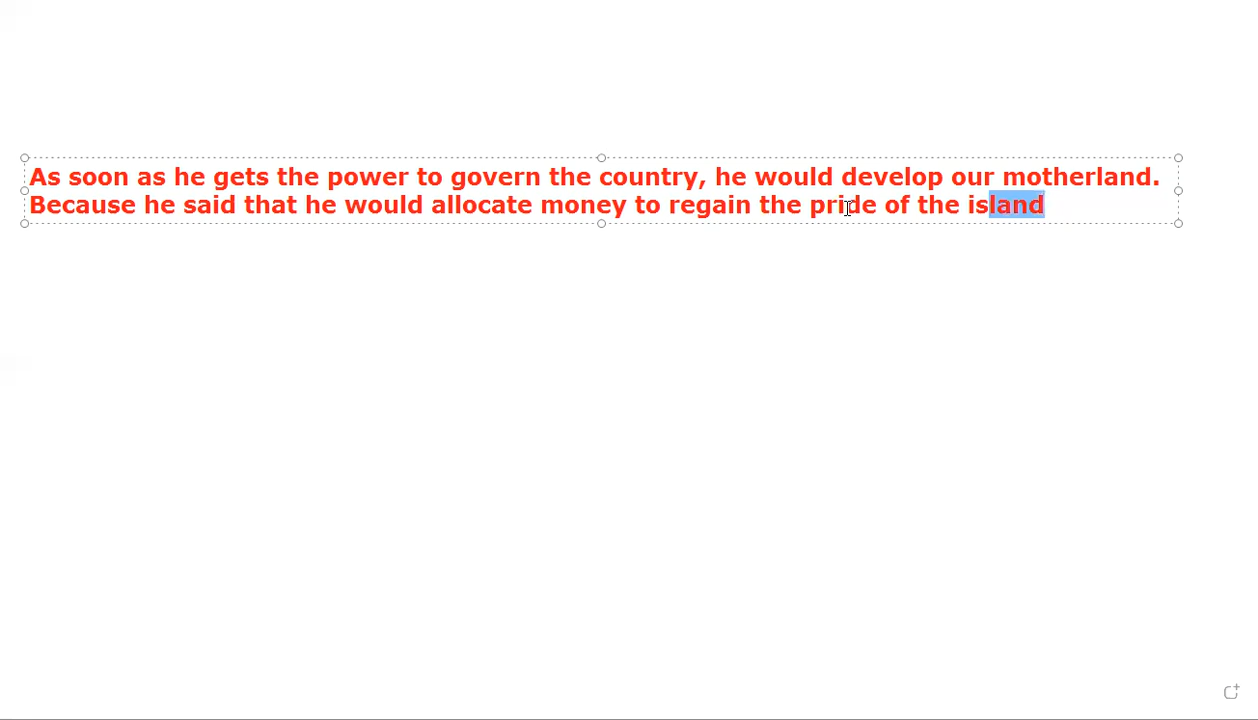 As soon as he gets the power to govern the country, he would develop our motherland.
Because he said that he would allocate money to regain the pride of the island